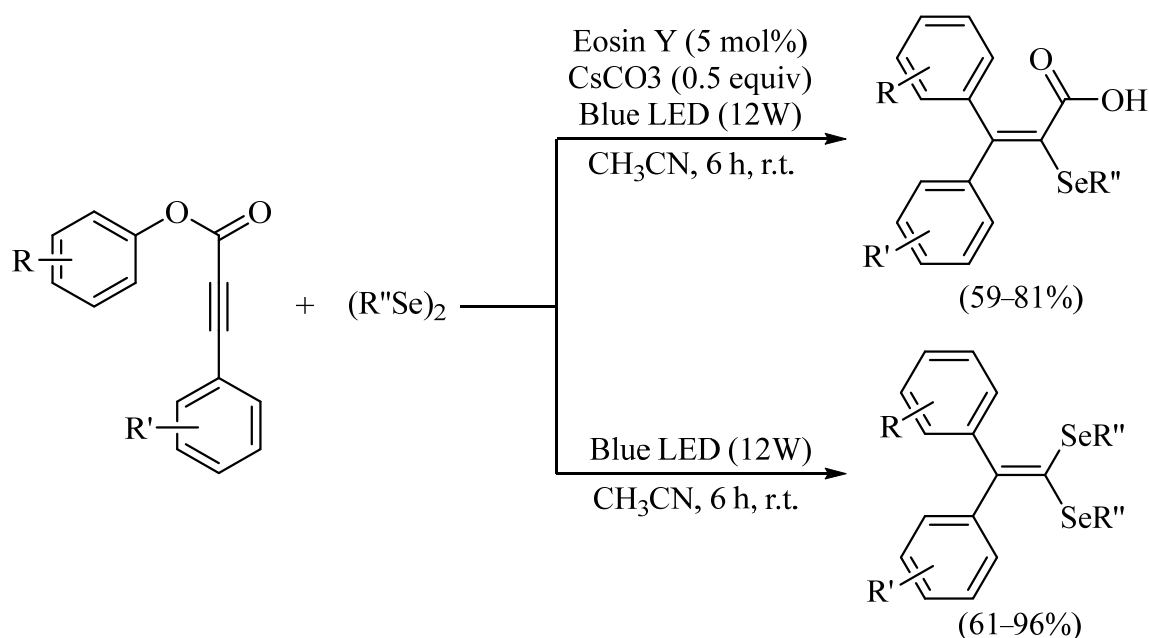 Eosin Y (5 mol%)
CsCO3 (0.5 equiv)
Blue LED (12W)
CH₃CN, 6 h, r.t.
R
O
OH
SeR"
R'
(59–81%)
R
O
O
R'
+
(R"Se)₂
Blue LED (12W)
CH₃CN, 6 h, r.t.
R
SeR"
SeR"
R'
(61–96%)